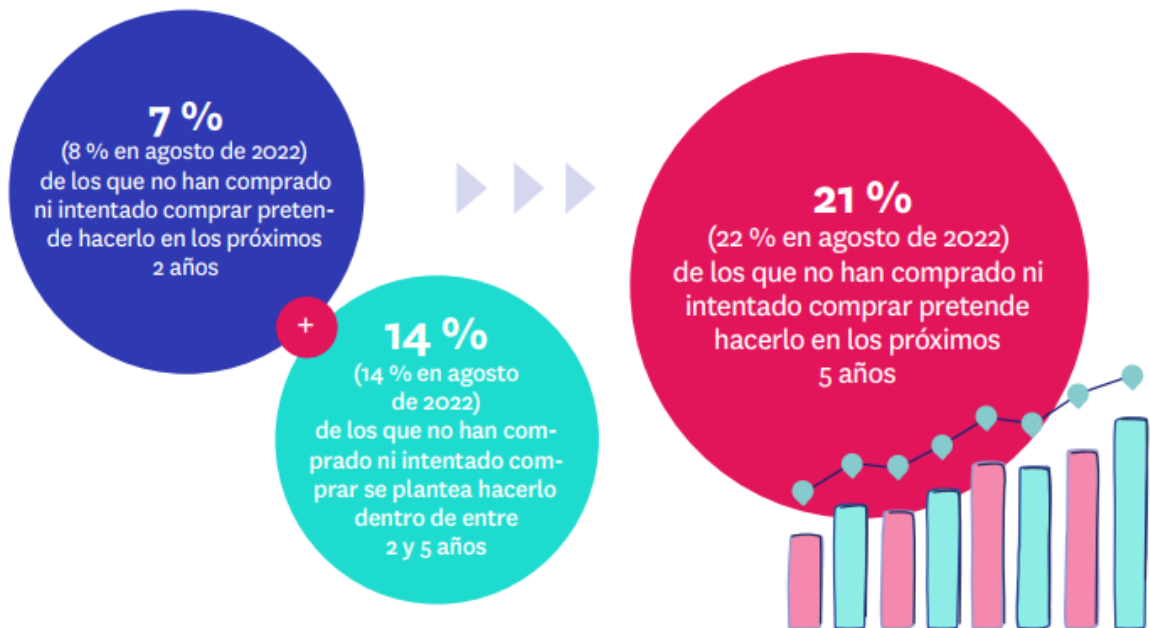 7 %
(8 % en agosto de 2022)
de los que no han comprado
ni intentado comprar preten-
de hacerlo en los próximos
2 años
+
14 %
(14 % en agosto
de 2022)
de los que no han com-
prado ni intentado com-
prar se plantea hacerlo
dentro de entre
2 y 5 años
21 %
(22 % en agosto de 2022)
de los que no han comprado ni
intentado comprar pretende
hacerlo en los próximos
5 años